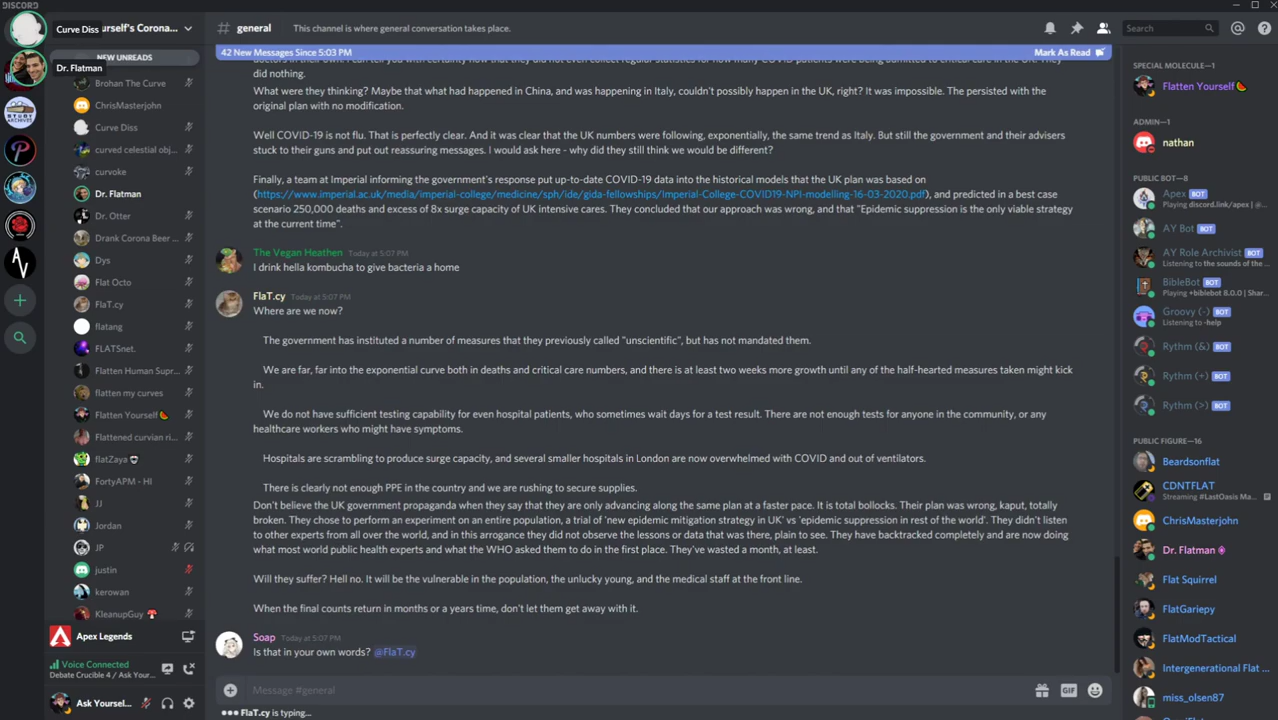 DISCORD
Curve Diss
urself's Corona...
general
This channel is where general conversation takes place.
Search
NEW UNREADS
42 New Messages Since 5:03 PM
Mark As Read
Dr. Flatman
Brohan The Curve
ChrisMasterjohn
Curve Diss
curved celestial obj...
curvoke
Dr. Flatman
Dr. Otter
Drank Corona Beer ...
Dys
Flat Octo
FlaT.cy
flatang
FLATSnet.
Flatten Human Supr...
flatten my curves
Flatten Yourself
Flattened curvian ri...
flatZaya
FortyAPM - HI
JJ
Jordan
JP
justin
kerowan
KleanupGuy
Apex Legends
Voice Connected
Debate Crucible 4 / Ask Your...
Ask Yoursel...
STUDY
ARCHIVES
did nothing.
What were they thinking? Maybe that what had happened in China, and was happening in Italy, couldn't possibly happen in the UK, right? It was impossible. The persisted with the
original plan with no modification.
Well COVID-19 is not flu. That is perfectly clear. And it was clear that the UK numbers were following, exponentially, the same trend as Italy. But still the government and their advisers
stuck to their guns and put out reassuring messages. I would ask here - why did they still think we would be different?
Finally, a team at Imperial informing the government's response put up-to-date COVID-19 data into the historical models that the UK plan was based on
(https://www.imperial.ac.uk/media/imperial-college/medicine/sph/ide/gida-fellowships/Imperial-College-COVID19-NPI-modelling-16-03-2020.pdf), and predicted in a best case
scenario 250,000 deaths and excess of 8x surge capacity of UK intensive cares. They concluded that our approach was wrong, and that "Epidemic suppression is the only viable strategy
at the current time".
The Vegan Heathen Today at 5:07 PM
I drink hella kombucha to give bacteria a home
FlaT.cy Today at 5:07 PM
Where are we now?
The government has instituted a number of measures that they previously called "unscientific", but has not mandated them.
We are far, far into the exponential curve both in deaths and critical care numbers, and there is at least two weeks more growth until any of the half-hearted measures taken might kick
in.
We do not have sufficient testing capability for even hospital patients, who sometimes wait days for a test result. There are not enough tests for anyone in the community, or any
healthcare workers who might have symptoms.
Hospitals are scrambling to produce surge capacity, and several smaller hospitals in London are now overwhelmed with COVID and out of ventilators.
There is clearly not enough PPE in the country and we are rushing to secure supplies.
Don't believe the UK government propaganda when they say that they are only advancing along the same plan at a faster pace. It is total bollocks. Their plan was wrong, kaput, totally
broken. They chose to perform an experiment on an entire population, a trial of 'new epidemic mitigation strategy in UK' vs 'epidemic suppression in rest of the world'. They didn't listen
to other experts from all over the world, and in this arrogance they did not observe the lessons or data that was there, plain to see. They have backtracked completely and are now doing
what most world public health experts and what the WHO asked them to do in the first place. They've wasted a month, at least.
Will they suffer? Hell no. It will be the vulnerable in the population, the unlucky young, and the medical staff at the front line.
When the final counts return in months or a years time, don't let them get away with it.
Soap Today at 5:07 PM
Is that in your own words? @FlaT.cy
Message #general
GIF
FlaT.cy is typing...
SPECIAL MOLECULE—1
Flatten Yourself
ADMIN—1
nathan
PUBLIC BOT—8
Apex BOT
Playing discord.link/apex | @...
AY Bot BOT
AY Role Archivist BOT
Listening to the sounds of the...
BibleBot BOT
Playing +biblebot 8.0.0 | Shar...
Groovy (-) BOT
Listening to -help
Rythm (&) BOT
Rythm (+) BOT
Rythm (>) BOT
PUBLIC FIGURE—16
Beardsonflat
CDNTFLAT
Streaming #LastOasis Ma...
ChrisMasterjohn
Dr. Flatman
Flat Squirrel
FlatGariepy
FlatModTactical
Intergenerational Flat ...
miss_olsen87